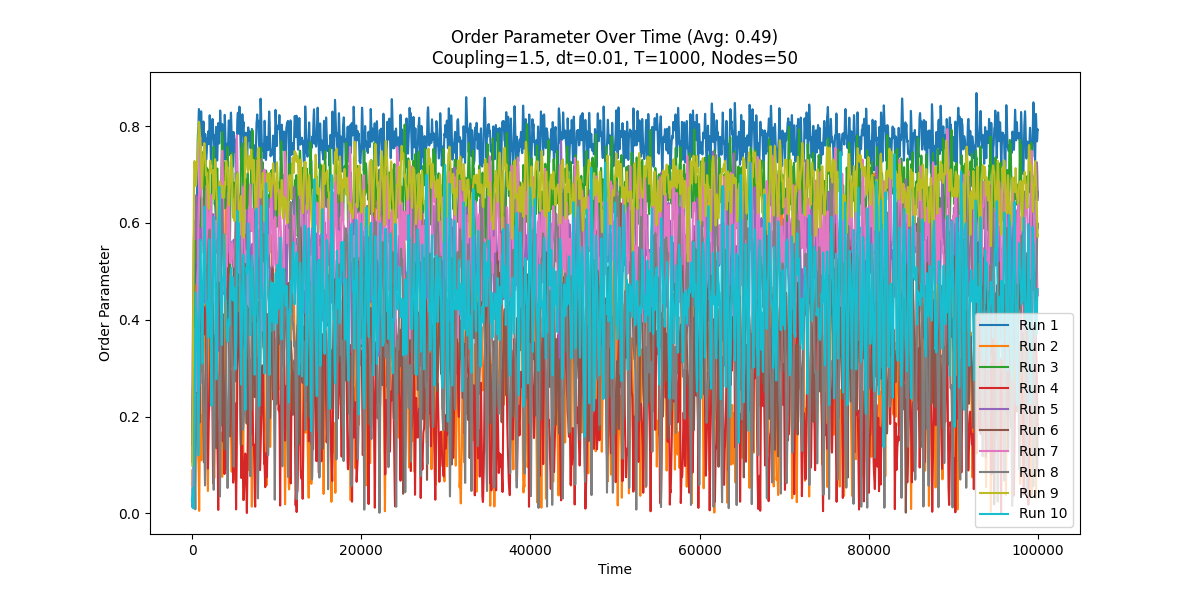 Order Parameter Over Time (Avg: 0.49)
Coupling=1.5, dt=0.01, T=1000, Nodes=50
Order Parameter
0.8
0.6
0.4
0.2
0.0
Run 1
Run 2
Run 3
Run 4
Run 5
Run 6
Run 7
Run 8
Run 9
Run 10
0
20000
40000
60000
80000
100000
Time